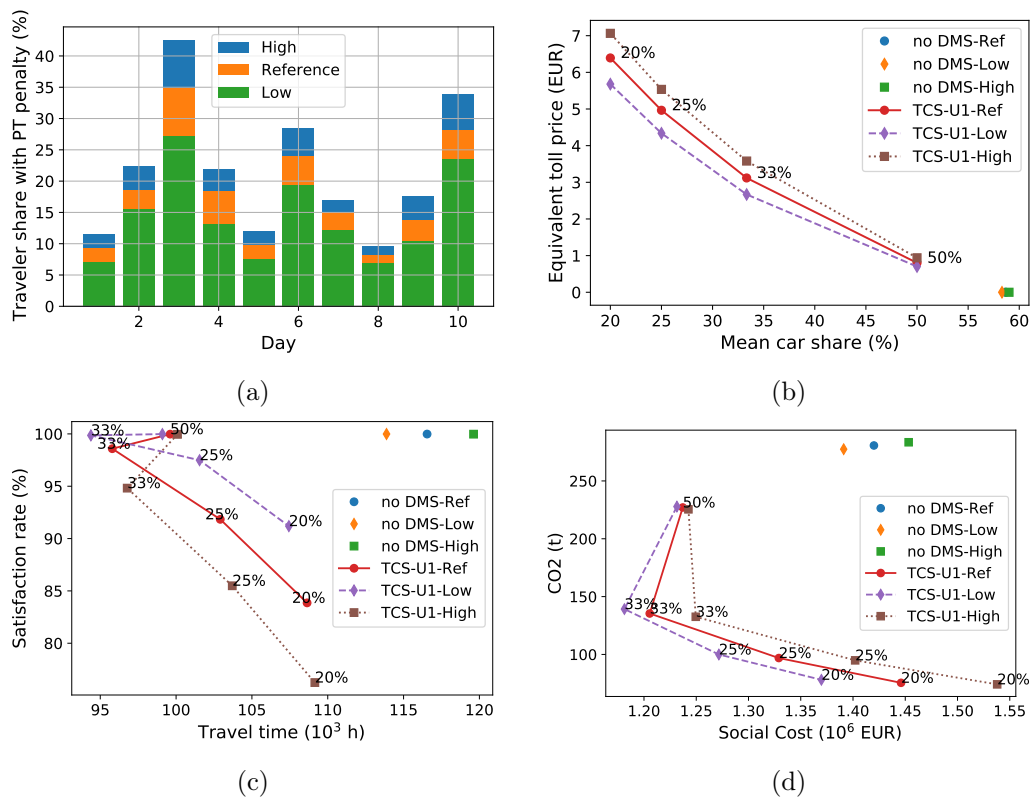 Traveler share with PT penalty (%)
40
35
30
25
20
15
10
5
0
2
4
6
8
10
Day
High
Reference
Low
(a)
Equivalent toll price (EUR)
7
6
5
4
3
2
1
0
20
25
30
35
40
45
50
55
60
Mean car share (%)
20%
25%
33%
50%
no DMS-Ref
no DMS-Low
no DMS-High
TCS-U1-Ref
TCS-U1-Low
TCS-U1-High
(b)
Satisfaction rate (%)
100
95
90
85
80
95
100
105
110
115
120
Travel time (10³ h)
33%
50%
33%
25%
33%
20%
25%
25%
20%
20%
no DMS-Ref
no DMS-Low
no DMS-High
TCS-U1-Ref
TCS-U1-Low
TCS-U1-High
(c)
CO2 (t)
250
200
150
100
1.20
1.25
1.30
1.35
1.40
1.45
1.50
1.55
Social Cost (10⁶ EUR)
50%
33%
33%
33%
25%
25%
25%
20%
20%
20%
no DMS-Ref
no DMS-Low
no DMS-High
TCS-U1-Ref
TCS-U1-Low
TCS-U1-High
(d)